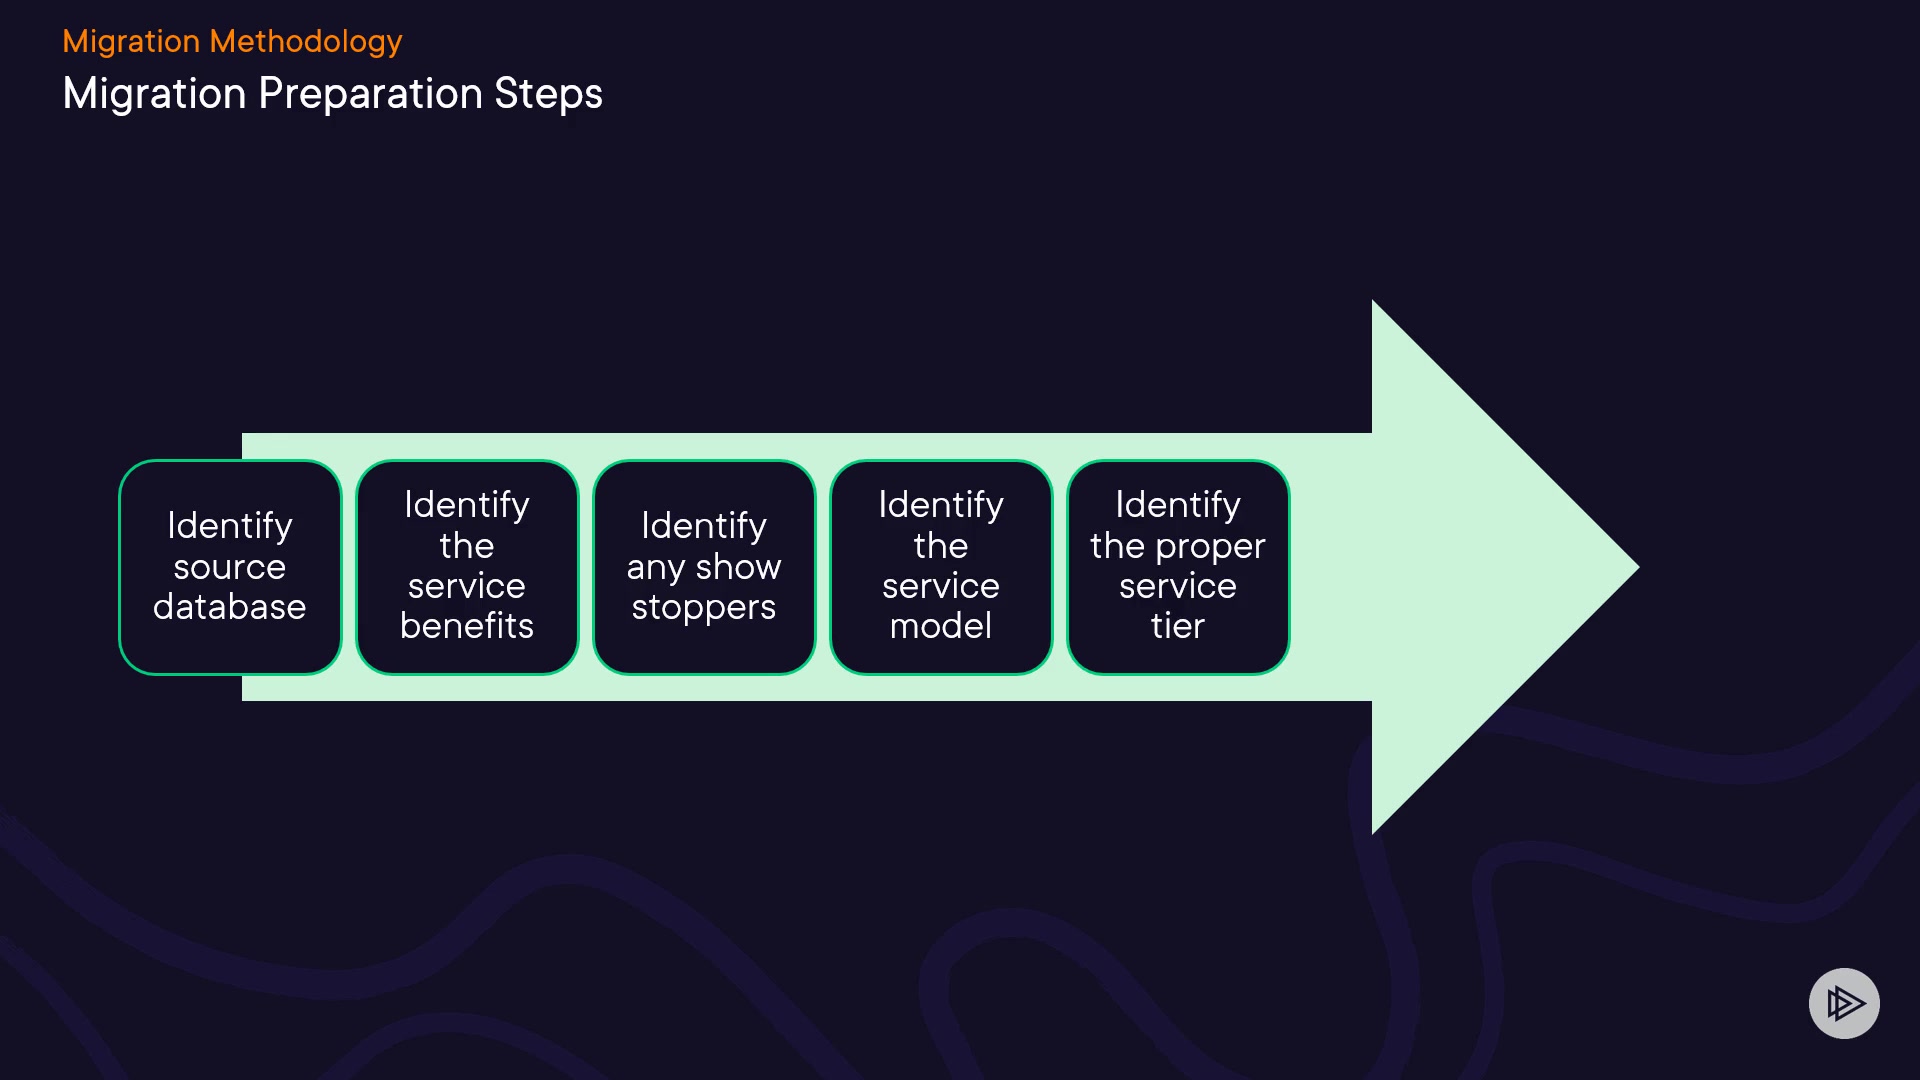 Migration Methodology
Migration Preparation Steps
Identify
source
database
Identify
the
service
benefits
Identify
any show
stoppers
Identify
the
service
model
Identify
the proper
service
tier